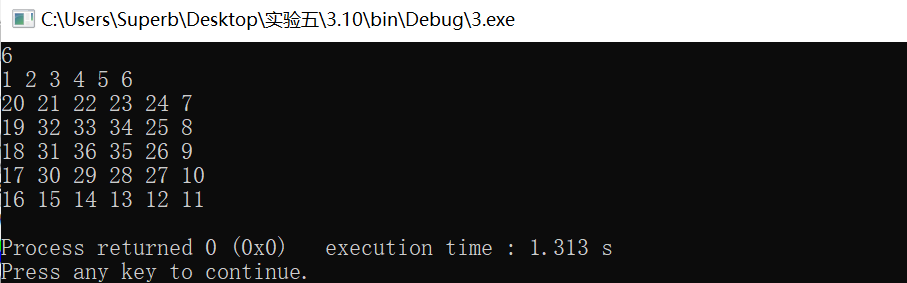 C:\Users\Superb\Desktop\实验五\3.10\bin\Debug\3.exe
6
1 2 3 4 5 6
20 21 22 23 24 7
19 32 33 34 25 8
18 31 36 35 26 9
17 30 29 28 27 10
16 15 14 13 12 11
Process returned 0 (0x0)   execution time : 1.313 s
Press any key to continue.